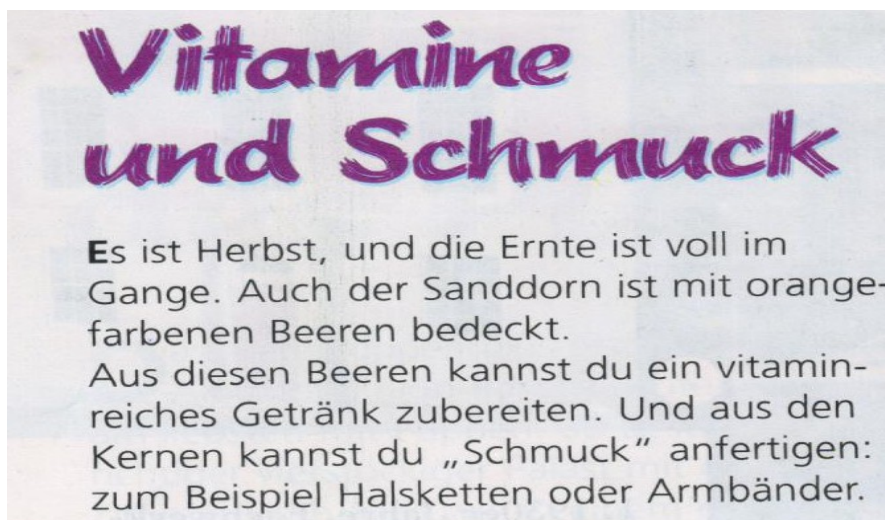 Vitamine
und Schmuck
Es ist Herbst, und die Ernte ist voll im
Gange. Auch der Sanddorn ist mit orange-
farbenen Beeren bedeckt.
Aus diesen Beeren kannst du ein vitamin-
reiches Getränk zubereiten. Und aus den
Kernen kannst du „Schmuck“ anfertigen:
zum Beispiel Halsketten oder Armbänder.